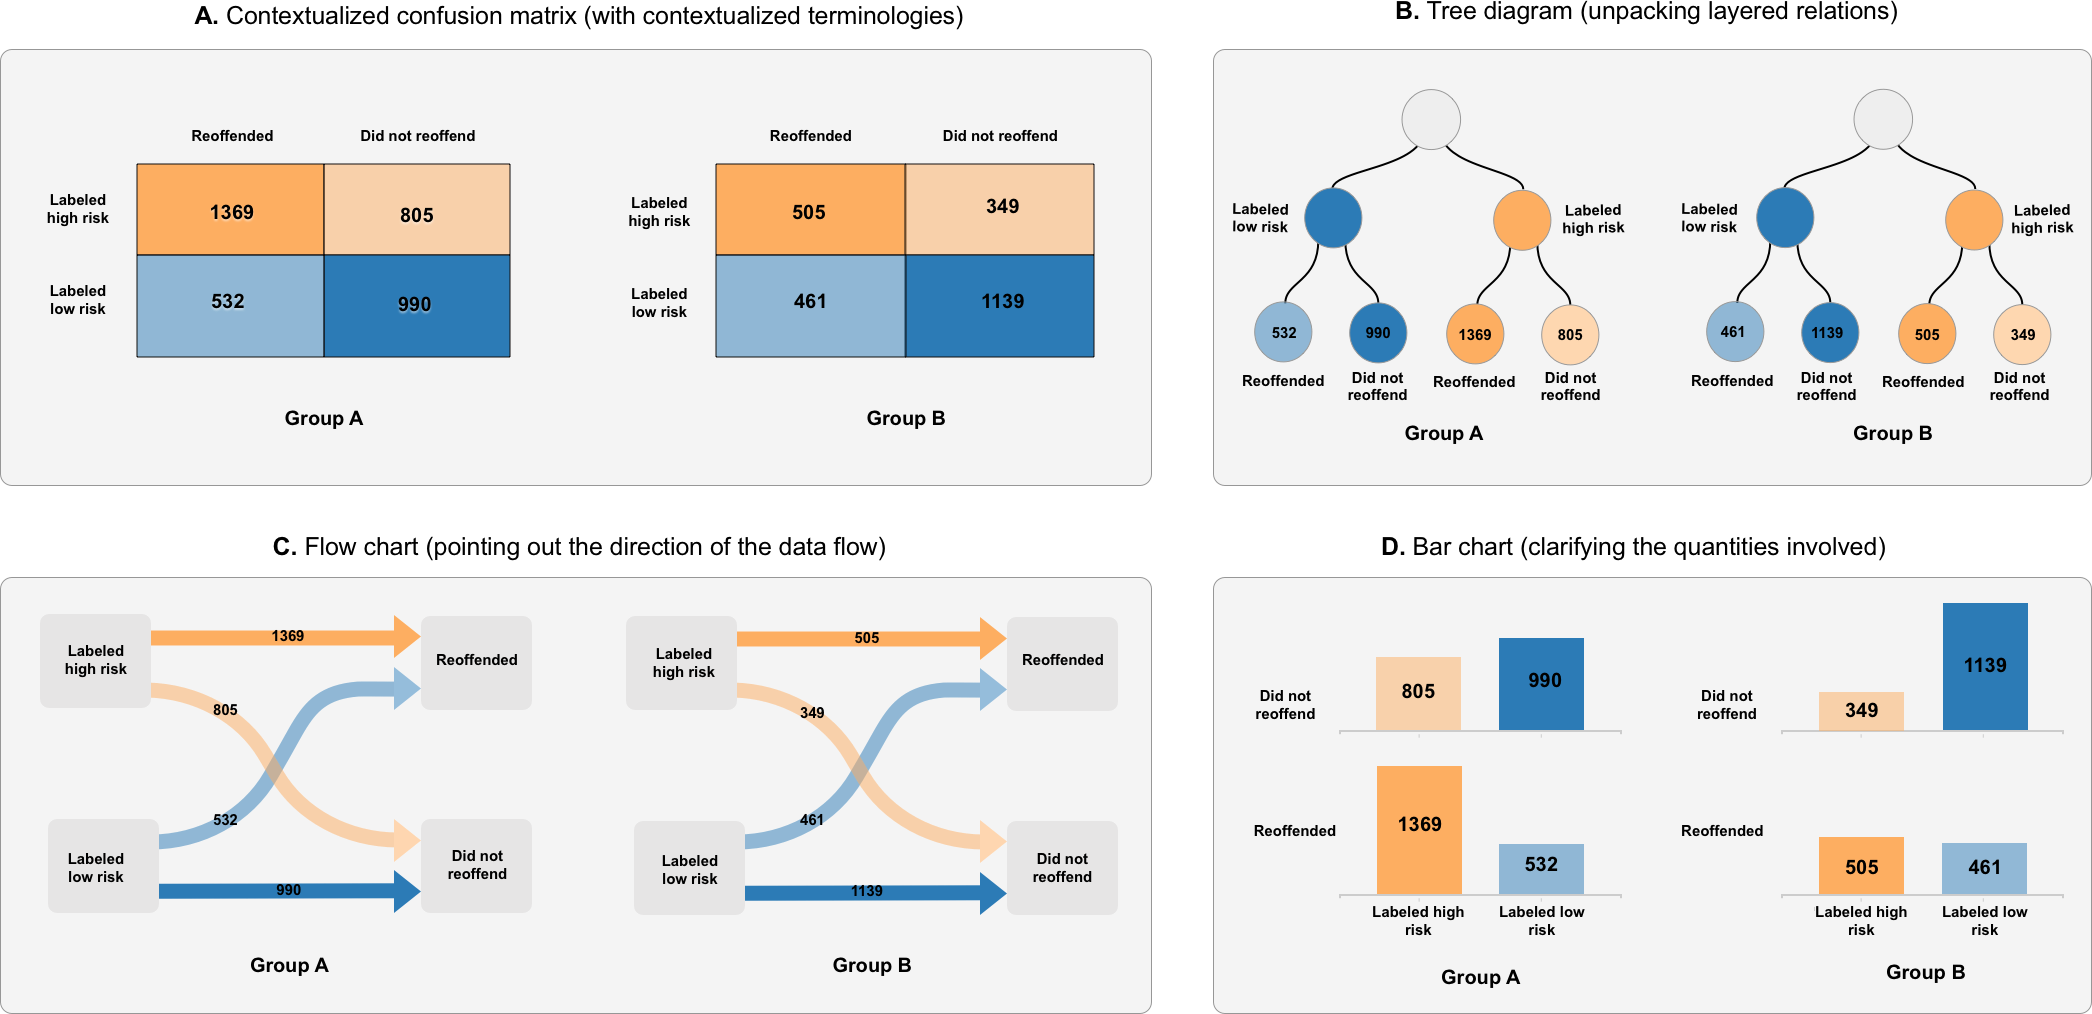 A. Contextualized confusion matrix (with contextualized terminologies)
Reoffended
Did not reoffend
Labeled
high risk
1369
805
Labeled
low risk
532
990
Group A
Reoffended
Did not reoffend
Labeled
high risk
505
349
Labeled
low risk
461
1139
Group B
B. Tree diagram (unpacking layered relations)
Labeled
low risk
Labeled
high risk
532
990
1369
805
Reoffended
Did not
reoffend
Reoffended
Did not
reoffend
Group A
Labeled
low risk
Labeled
high risk
461
1139
505
349
Reoffended
Did not
reoffend
Reoffended
Did not
reoffend
Group B
C. Flow chart (pointing out the direction of the data flow)
Labeled
high risk
1369
Reoffended
805
532
Labeled
low risk
990
Did not
reoffend
Group A
Labeled
high risk
505
Reoffended
349
461
Labeled
low risk
1139
Did not
reoffend
Group B
D. Bar chart (clarifying the quantities involved)
Did not
reoffend
805
990
Reoffended
1369
532
Labeled high
risk
Labeled low
risk
Group A
Did not
reoffend
349
1139
Reoffended
505
461
Labeled high
risk
Labeled low
risk
Group B